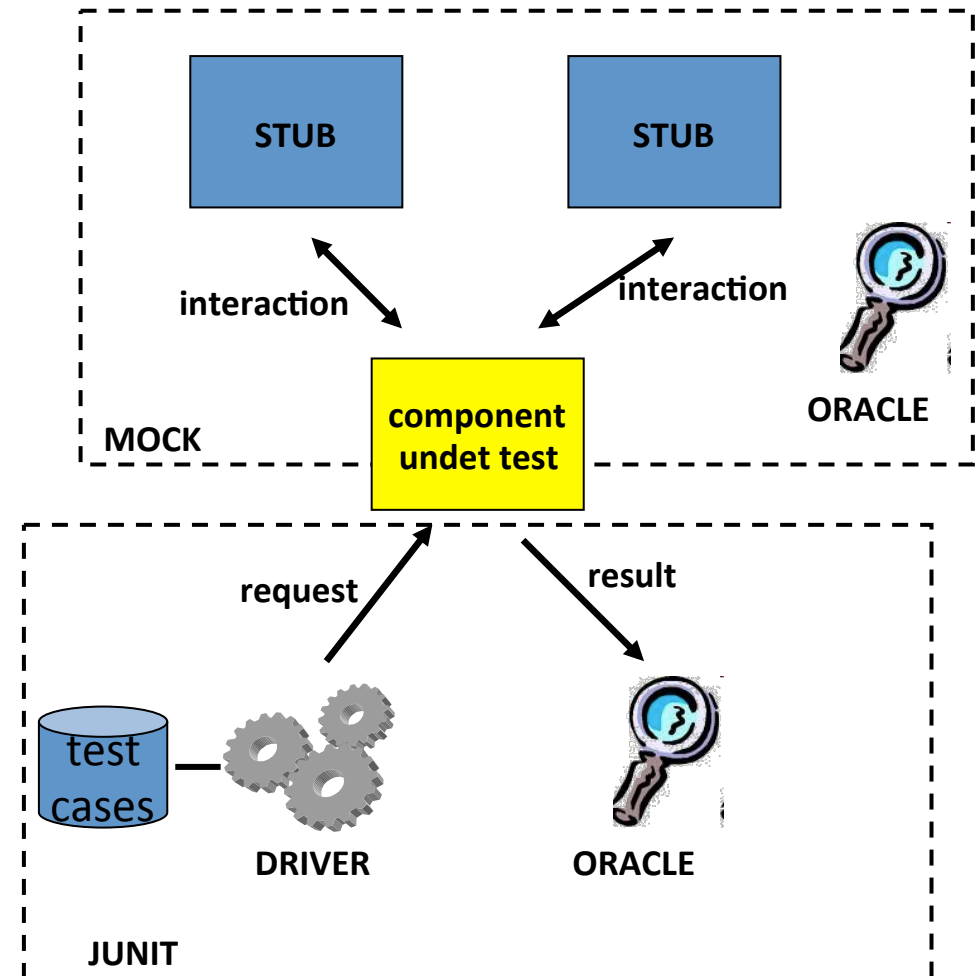 STUB
STUB
interaction
interaction
ORACLE
MOCK
component
undet test
request
result
test
cases
DRIVER
ORACLE
JUNIT